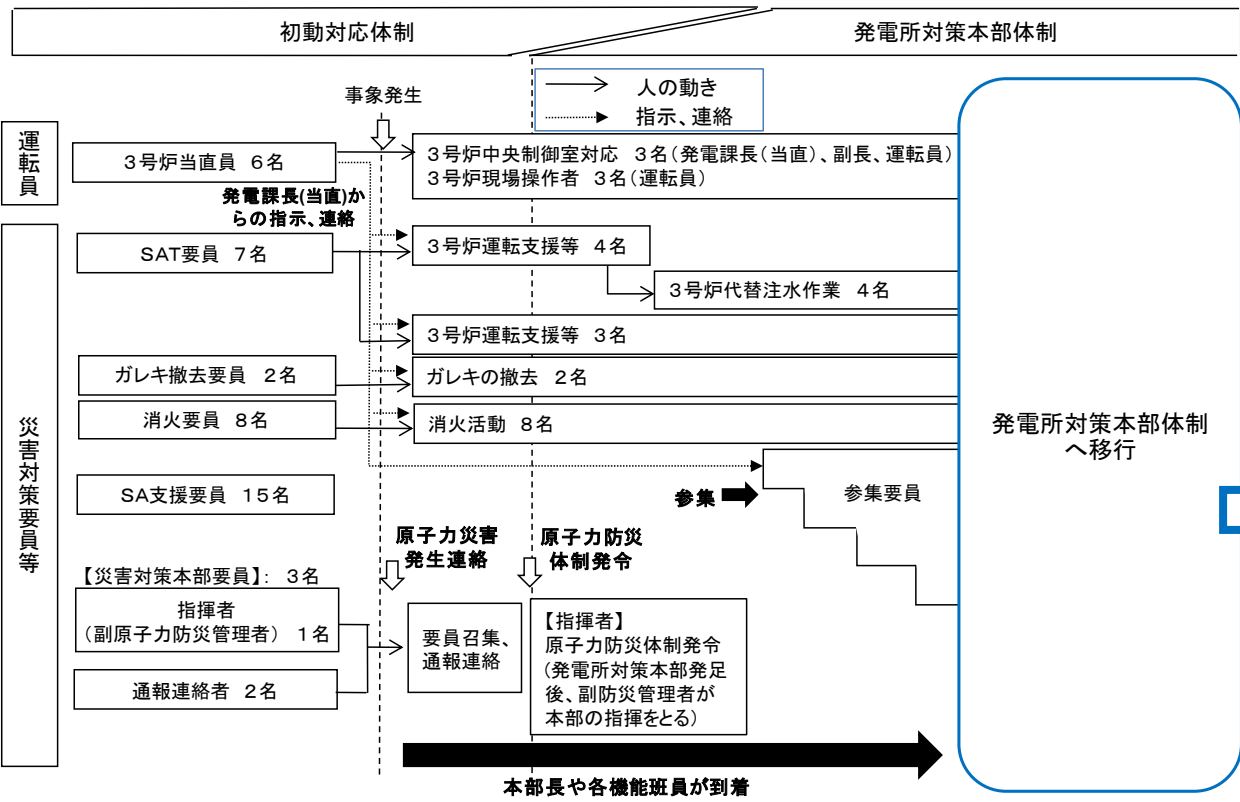 初動対応体制
発電所対策本部体制
人の動き
指示、連絡
事象発生
運転員
3号炉当直員 6名
3号炉中央制御室対応 3名(発電課長(当直)、副長、運転員)
3号炉現場操作者 3名(運転員)
発電課長(当直)か
らの指示、連絡
災害対策要員等
SAT要員 7名
3号炉運転支援等 4名
3号炉代替注水作業 4名
3号炉運転支援等 3名
ガレキ撤去要員 2名
ガレキの撤去 2名
消火要員 8名
消火活動 8名
SA支援要員 15名
参集
参集要員
発電所対策本部体制
へ移行
原子力災害
発生連絡
原子力防災
体制発令
【災害対策本部要員】: 3名
指揮者
(副原子力防災管理者) 1名
通報連絡者 2名
要員召集、
通報連絡
【指揮者】
原子力防災体制発令
(発電所対策本部発足
後、副防災管理者が
本部の指揮をとる)
本部長や各機能班員が到着